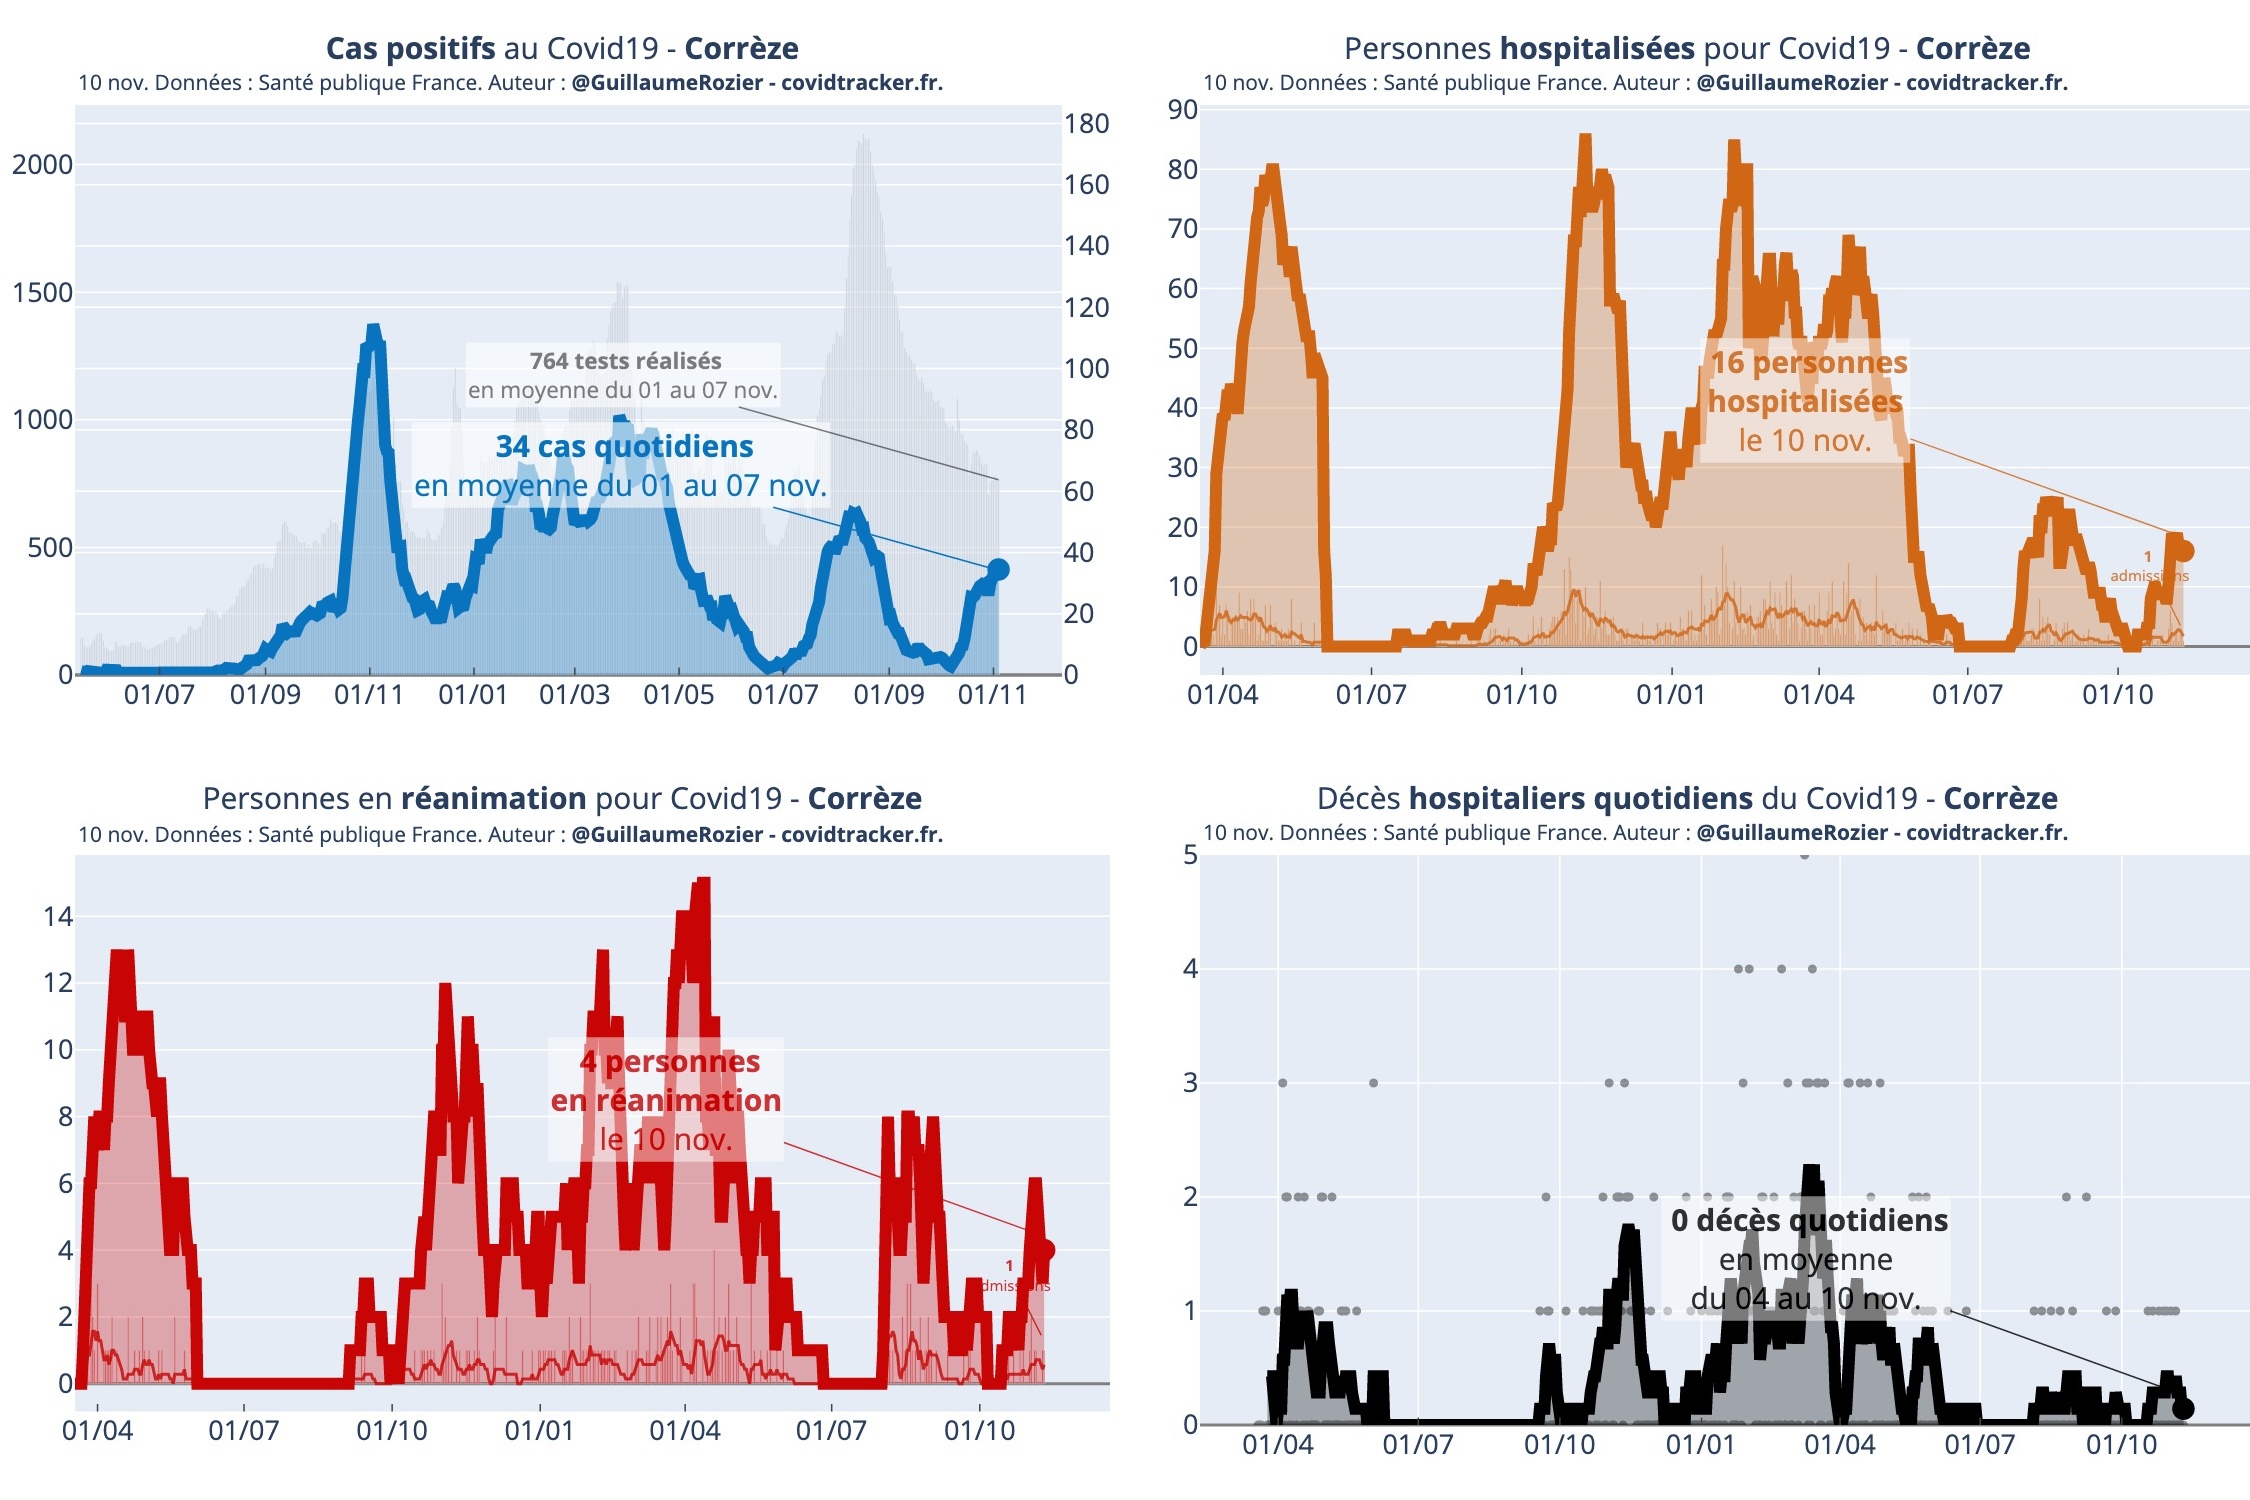 Cas positifs au Covid19 - Corrèze
10 nov. Données : Santé publique France. Auteur : @GuillaumeRozier - covidtracker.fr.
2000
1500
1000
500
0
180
160
140
120
100
80
60
40
20
0
764 tests réalisés
en moyenne du 01 au 07 nov.
34 cas quotidiens
en moyenne du 01 au 07 nov.
01/07 01/09 01/11 01/01 01/03 01/05 01/07 01/09 01/11
Personnes hospitalisées pour Covid19 - Corrèze
10 nov. Données : Santé publique France. Auteur : @GuillaumeRozier - covidtracker.fr.
90
80
70
60
50
40
30
20
10
0
16 personnes
hospitalisées
le 10 nov.
1
admissions
01/04 01/07 01/10 01/01 01/04 01/07 01/10
Personnes en réanimation pour Covid19 - Corrèze
10 nov. Données : Santé publique France. Auteur : @GuillaumeRozier - covidtracker.fr.
14
12
10
8
6
4
2
0
4 personnes
en réanimation
le 10 nov.
1
admissions
01/04 01/07 01/10 01/01 01/04 01/07 01/10
Décès hospitaliers quotidiens du Covid19 - Corrèze
10 nov. Données : Santé publique France. Auteur : @GuillaumeRozier - covidtracker.fr.
5
4
3
2
1
0
0 décès quotidiens
en moyenne
du 04 au 10 nov.
01/04 01/07 01/10 01/01 01/04 01/07 01/10